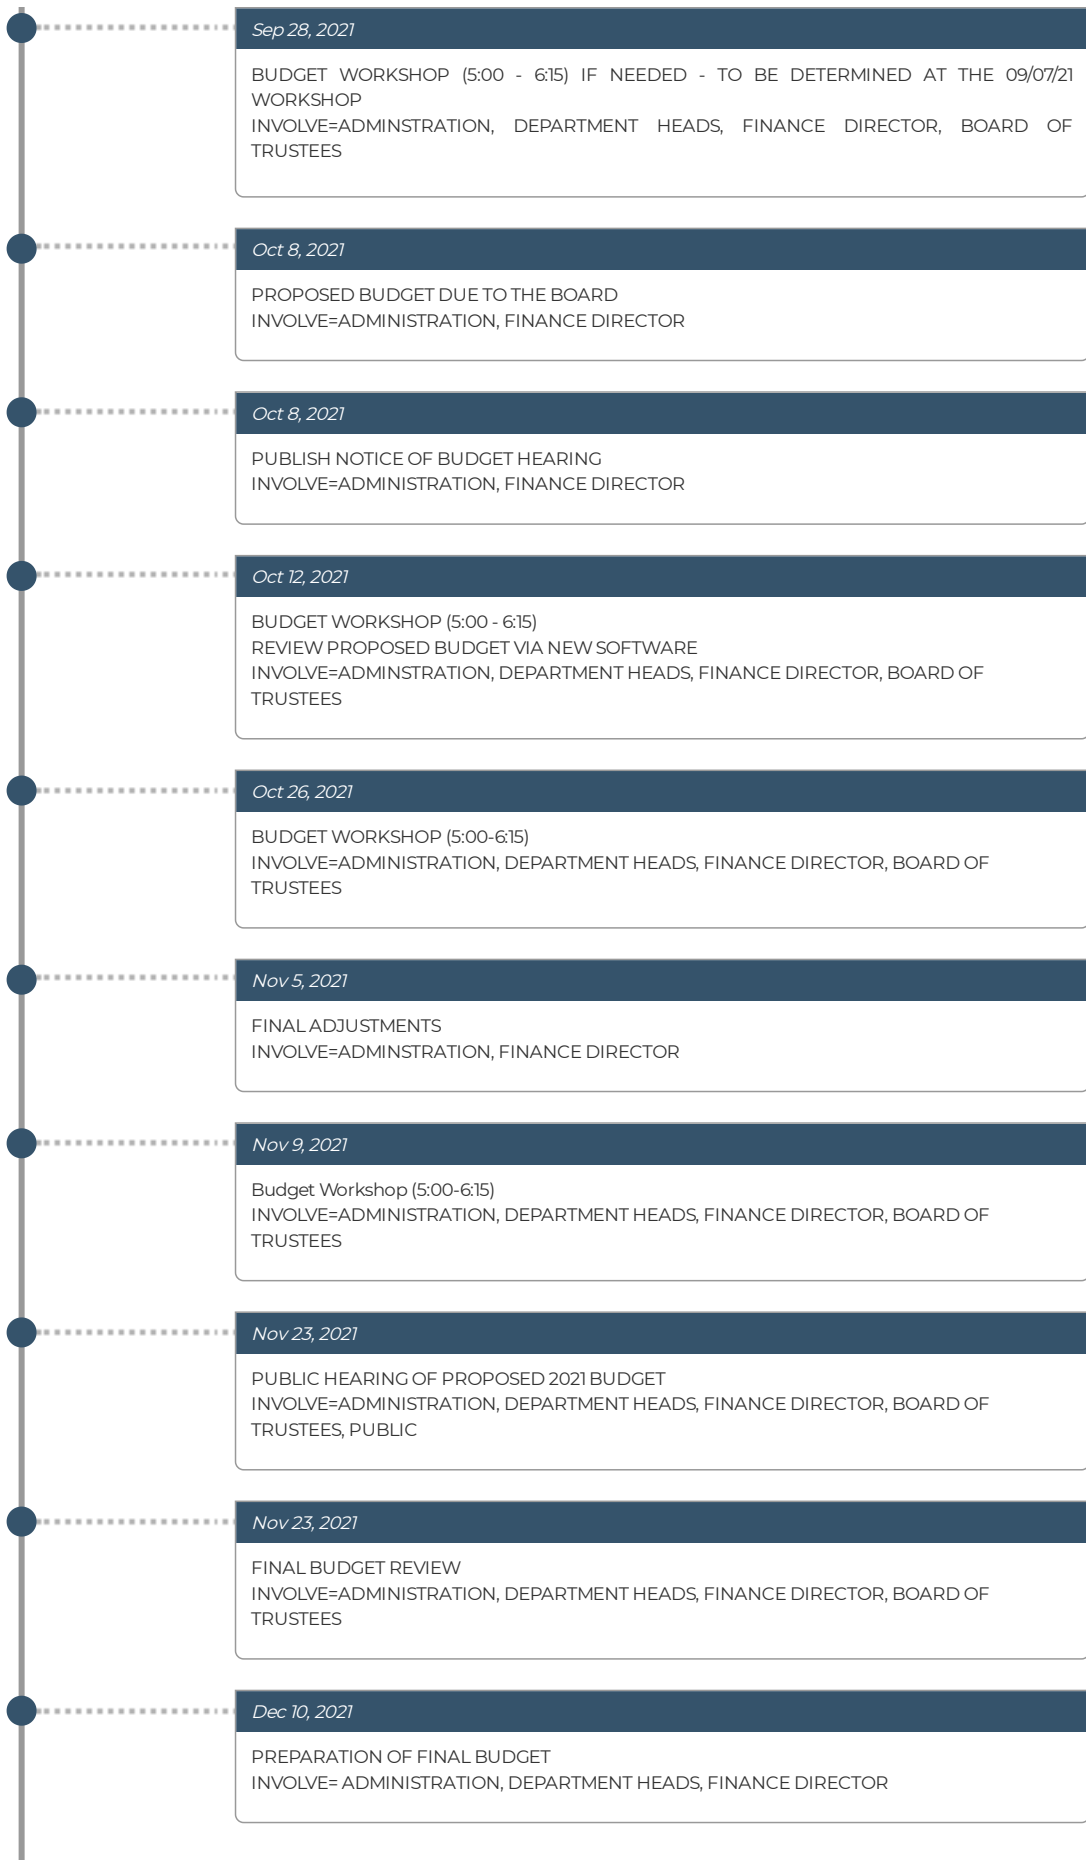 Sep 28, 2021
BUDGET WORKSHOP (5:00 - 6:15) IF NEEDED - TO BE DETERMINED AT THE 09/07/21
WORKSHOP
INVOLVE=ADMINSTRATION, DEPARTMENT HEADS, FINANCE DIRECTOR, BOARD OF
TRUSTEES
Oct 8, 2021
PROPOSED BUDGET DUE TO THE BOARD
INVOLVE=ADMINISTRATION, FINANCE DIRECTOR
Oct 8, 2021
PUBLISH NOTICE OF BUDGET HEARING
INVOLVE=ADMINISTRATION, FINANCE DIRECTOR
Oct 12, 2021
BUDGET WORKSHOP (5:00 - 6:15)
REVIEW PROPOSED BUDGET VIA NEW SOFTWARE
INVOLVE=ADMINSTRATION, DEPARTMENT HEADS, FINANCE DIRECTOR, BOARD OF
TRUSTEES
Oct 26, 2021
BUDGET WORKSHOP (5:00-6:15)
INVOLVE=ADMINISTRATION, DEPARTMENT HEADS, FINANCE DIRECTOR, BOARD OF
TRUSTEES
Nov 5, 2021
FINAL ADJUSTMENTS
INVOLVE=ADMINSTRATION, FINANCE DIRECTOR
Nov 9, 2021
Budget Workshop (5:00-6:15)
INVOLVE=ADMINISTRATION, DEPARTMENT HEADS, FINANCE DIRECTOR, BOARD OF
TRUSTEES
Nov 23, 2021
PUBLIC HEARING OF PROPOSED 2021 BUDGET
INVOLVE=ADMINISTRATION, DEPARTMENT HEADS, FINANCE DIRECTOR, BOARD OF
TRUSTEES, PUBLIC
Nov 23, 2021
FINAL BUDGET REVIEW
INVOLVE=ADMINISTRATION, DEPARTMENT HEADS, FINANCE DIRECTOR, BOARD OF
TRUSTEES
Dec 10, 2021
PREPARATION OF FINAL BUDGET
INVOLVE= ADMINISTRATION, DEPARTMENT HEADS, FINANCE DIRECTOR